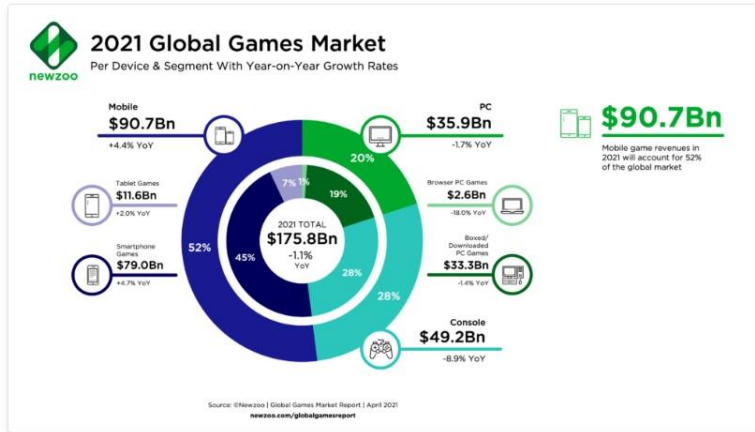 2021 Global Games Market
Per Device & Segment With Year-on-Year Growth Rates
newzoo
Mobile
$90.7Bn
+4.4% YoY
Tablet Games
$11.6Bn
+2.0% YoY
Smartphone
Games
$79.0Bn
+4.7% YoY
52%
45%
7%
1%
19%
20%
28%
28%
2021 TOTAL
$175.8Bn
-1.1%
YoY
PC
$35.9Bn
-1.7% YoY
Browser PC Games
$2.6Bn
-18.0% YoY
Boxed/
Downloaded
PC Games
$33.3Bn
-1.4% YoY
Console
$49.2Bn
-8.9% YoY
$90.7Bn
Mobile game revenues in
2021 will account for 52%
of the global market
Source: ©Newzoo | Global Games Market Report | April 2021
newzoo.com/globalgamesreport